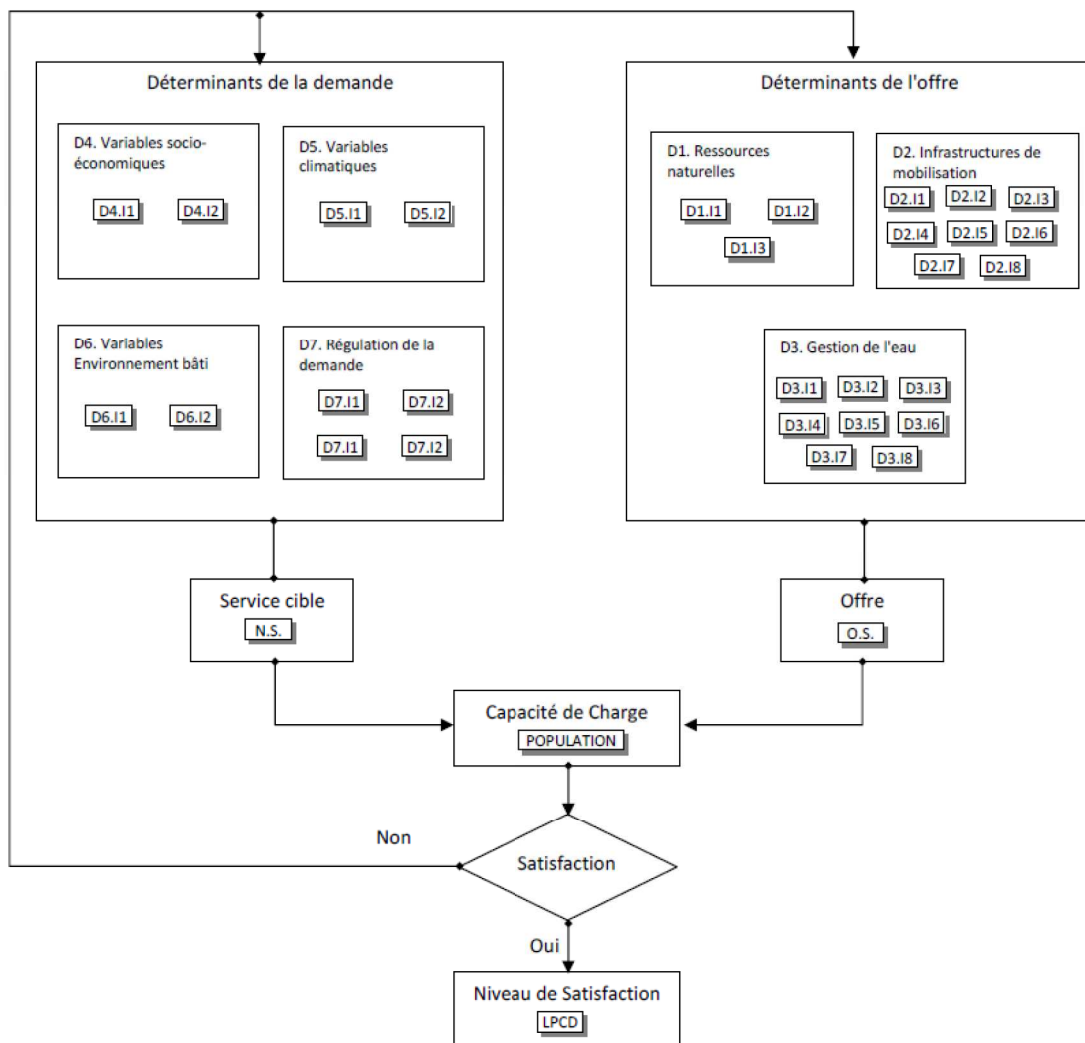 Déterminants de la demande
D4. Variables socio-
économiques
D4.I1
D4.I2
D5. Variables
climatiques
D5.I1
D5.I2
D6. Variables
Environnement bâti
D6.I1
D6.I2
D7. Régulation de la
demande
D7.I1
D7.I2
D7.I1
D7.I2
Déterminants de l'offre
D1. Ressources
naturelles
D1.I1
D1.I2
D1.I3
D2. Infrastructures de
mobilisation
D2.I1
D2.I2
D2.I3
D2.I4
D2.I5
D2.I6
D2.I7
D2.I8
D3. Gestion de l'eau
D3.I1
D3.I2
D3.I3
D3.I4
D3.I5
D3.I6
D3.I7
D3.I8
Service cible
N.S.
Offre
O.S.
Capacité de Charge
POPULATION
Non
Satisfaction
Oui
Niveau de Satisfaction
LPCD